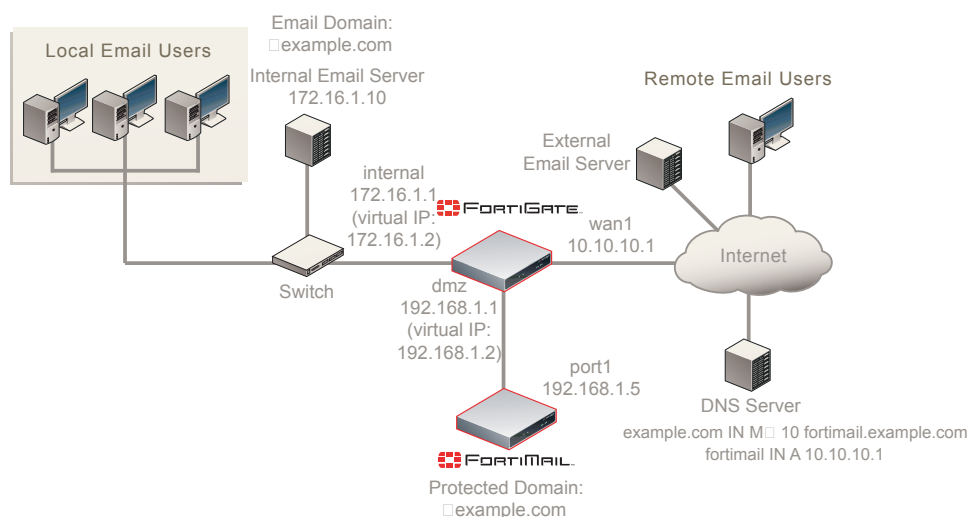 Email Domain:
□example.com
Local Email Users
Internal Email Server
172.16.1.10
Remote Email Users
External
Email Server
internal
172.16.1.1
(virtual IP:
172.16.1.2)
FORTIGATE
wan1
10.10.10.1
Internet
Switch
dmz
192.168.1.1
(virtual IP:
192.168.1.2)
port1
192.168.1.5
DNS Server
example.com IN M□ 10 fortimail.example.com
fortimail IN A 10.10.10.1
FORTIMAIL
Protected Domain:
□example.com